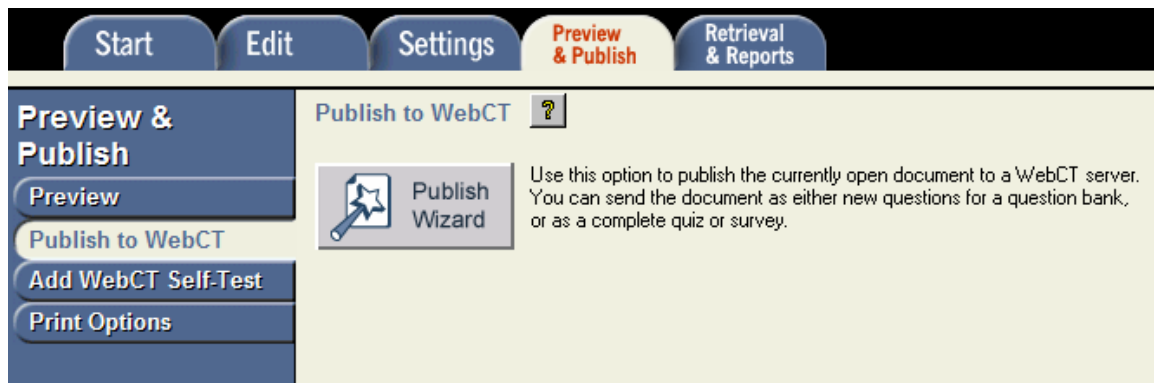 Start
Edit
Settings
Preview
& Publish
Retrieval
& Reports
Preview &
Publish
Preview
Publish to WebCT
Add WebCT Self-Test
Print Options
Publish to WebCT ?
Publish
Wizard
Use this option to publish the currently open document to a WebCT server.
You can send the document as either new questions for a question bank,
or as a complete quiz or survey.